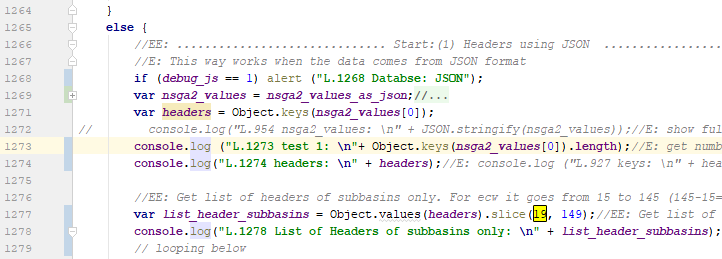 1264 }
1265 else {
1266 //EE: .............................. Start:(1) Headers using JSON ..................
1267 //E: This way works when the data comes from JSON format
1268 if (debug_js == 1) alert ("L.1268 Databse: JSON");
1269 var nsga2_values = nsga2_values_as_json;//...
1271 var headers = Object.keys(nsga2_values[0]);
1272 // console.log("L.954 nsga2_values: \n" + JSON.stringify(nsga2_values));//E: show ful
1273 console.log ("L.1273 test 1: \n"+ Object.keys(nsga2_values[0]).length);//E: get numb
1274 console.log("L.1274 headers: \n" + headers);//E: console.log ("L.927 keys: \n" + hea
1275
1276 //EE: Get list of headers of subbasins only. For ecw it goes from 15 to 145 (145-15=
1277 var list_header_subbasins = Object.values(headers).slice(19, 149);//EE: Get list of
1278 console.log("L.1278 List of Headers of subbasins only: \n" + list_header_subbasins);
1279 // looping below